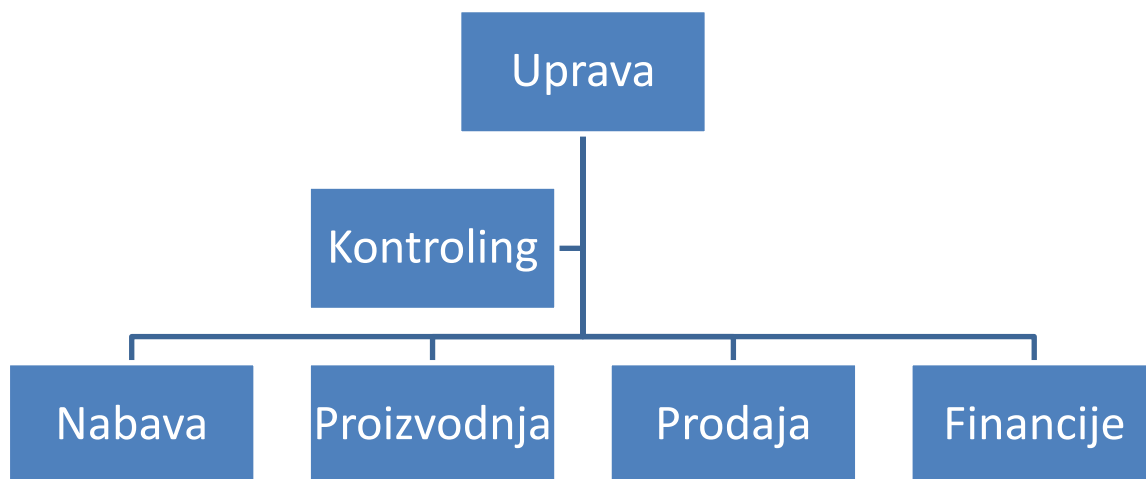 Uprava
Kontroling
Nabava
Proizvodnja
Prodaja
Financije